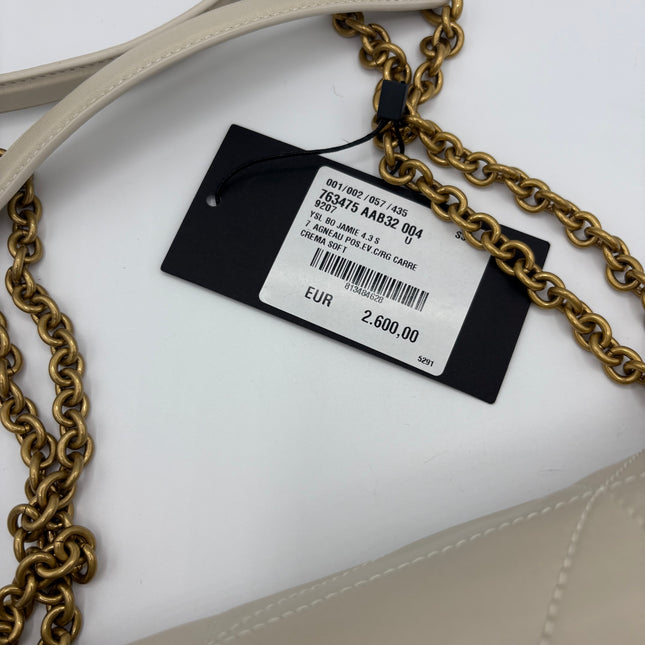 001/002/057/435
763475 AAB32 004
9207 U
YSL BO JAMIE 4.3 S
7 AGNEAU POS.EV.C/RG CARRE
CREMA SOFT
813404628
EUR 2.600,00
5291